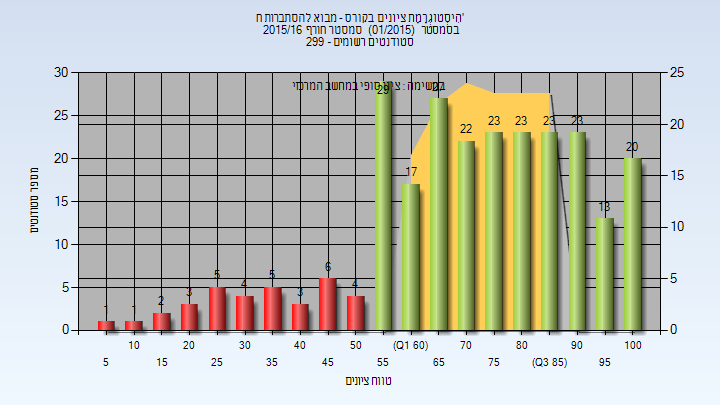 היסטוגרמת ציונים בקורס - מבוא להסתברות ח'
בסמסטר (01/2015) סמסטר חורף 2015/16
סטודנטים רשומים - 299
במשימה : ציון סופי במחשב המרכזי
מספר סטודנטים
30 25 20 15 10 5 0
25 20 15 10 5 0
1 1 2 3 5 4 5 3 6 4 29 17 27 22 23 23 23 23 13 20
10 20 30 40 50 (Q1 60) 70 80 90 100
5 15 25 35 45 55 65 75 (Q3 85) 95
טווח ציונים